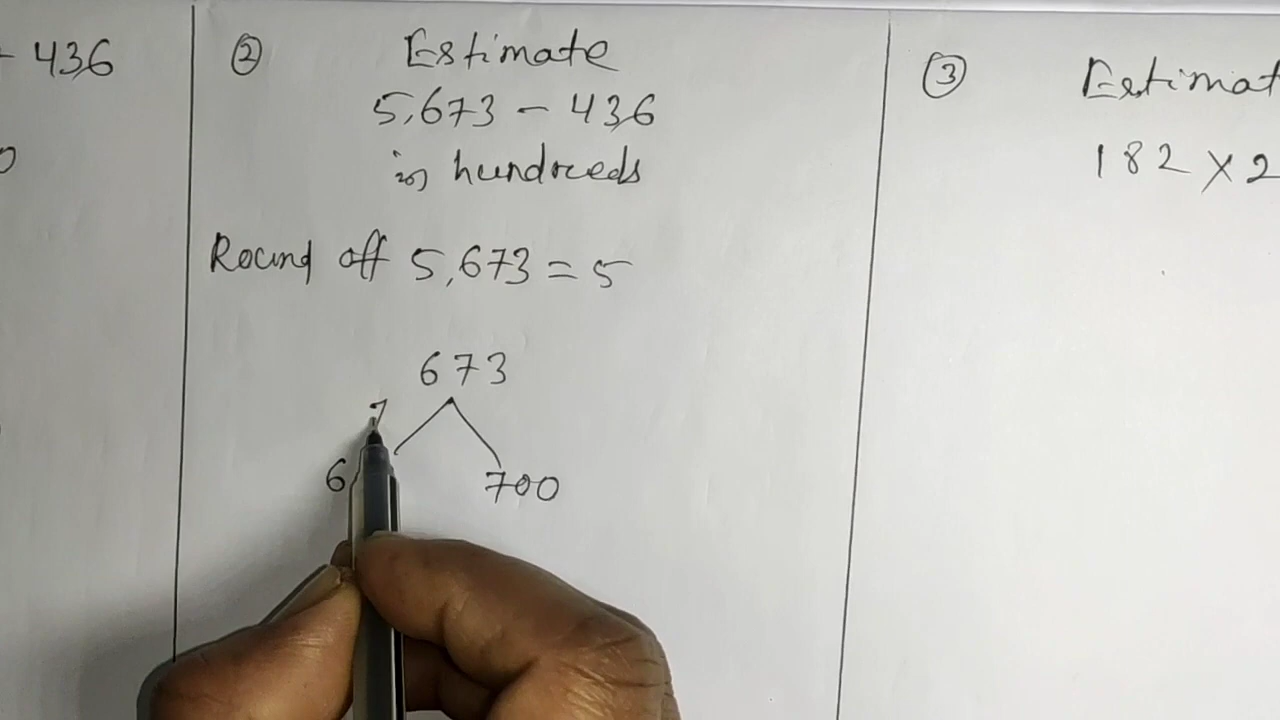 - 436
② Estimate
5,673 - 436
in hundreds
Round off 5,673 = 5
673
7
6
700
③ Estimat
182 × 2